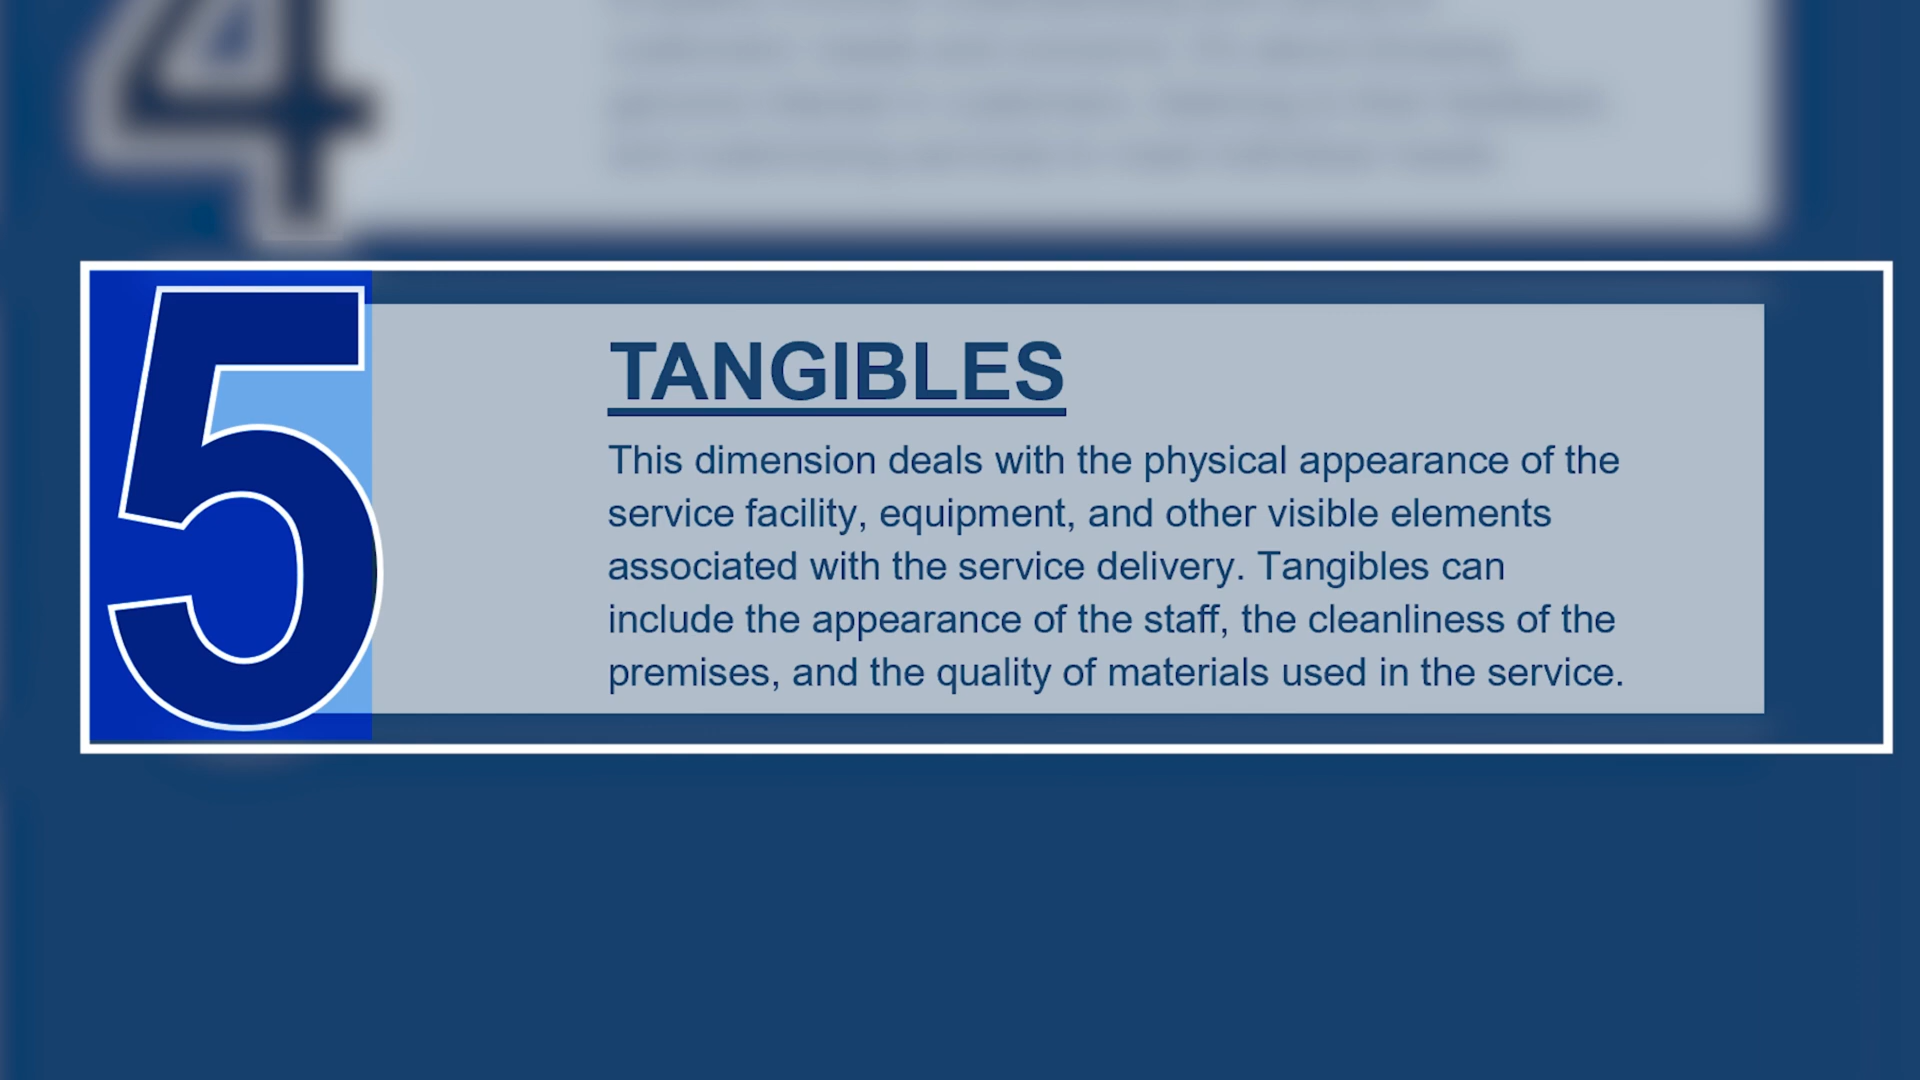 4
5
TANGIBLES
This dimension deals with the physical appearance of the
service facility, equipment, and other visible elements
associated with the service delivery. Tangibles can
include the appearance of the staff, the cleanliness of the
premises, and the quality of materials used in the service.